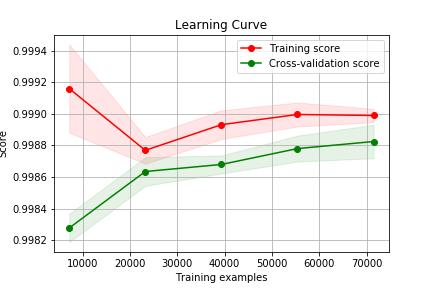 Learning Curve
Training score
Cross-validation score
0.9994
0.9992
0.9990
0.9988
0.9986
0.9984
0.9982
Score
10000 20000 30000 40000 50000 60000 70000
Training examples